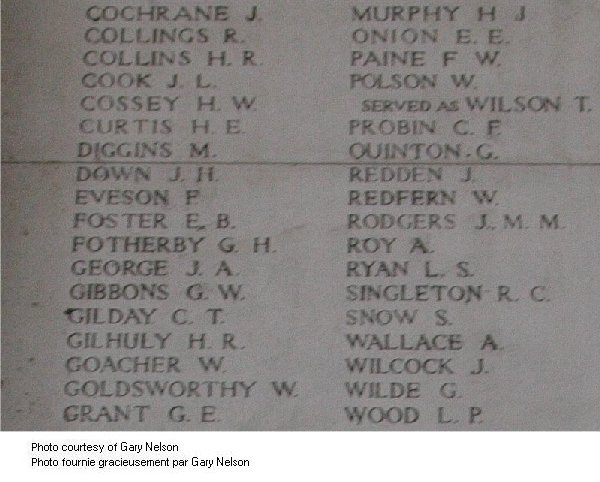 COCHRANE J.
COLLINGS R.
COLLINS H. R.
COOK J. L.
COSSEY H. W.
CURTIS H. E.
DIGGINS M.
DOWN J. H.
EVESON F
FOSTER E. B.
FOTHERBY G. H.
GEORGE J. A.
GIBBONS G. W.
GILDAY C. T.
GILHULY H. R.
GOACHER W.
GOLDSWORTHY W.
GRANT G. E.
MURPHY H J
ONION E. E.
PAINE F W.
POLSON W.
SERVED AS WILSON T.
PROBIN C. F.
QUINTON. G.
REDDEN J.
REDFERN W.
RODGERS J. M. M.
ROY A.
RYAN L. S.
SINGLETON R. C.
SNOW S.
WALLACE A.
WILCOCK J.
WILDE G.
WOOD L. P.
Photo courtesy of Gary Nelson
Photo fournie gracieusement par Gary Nelson